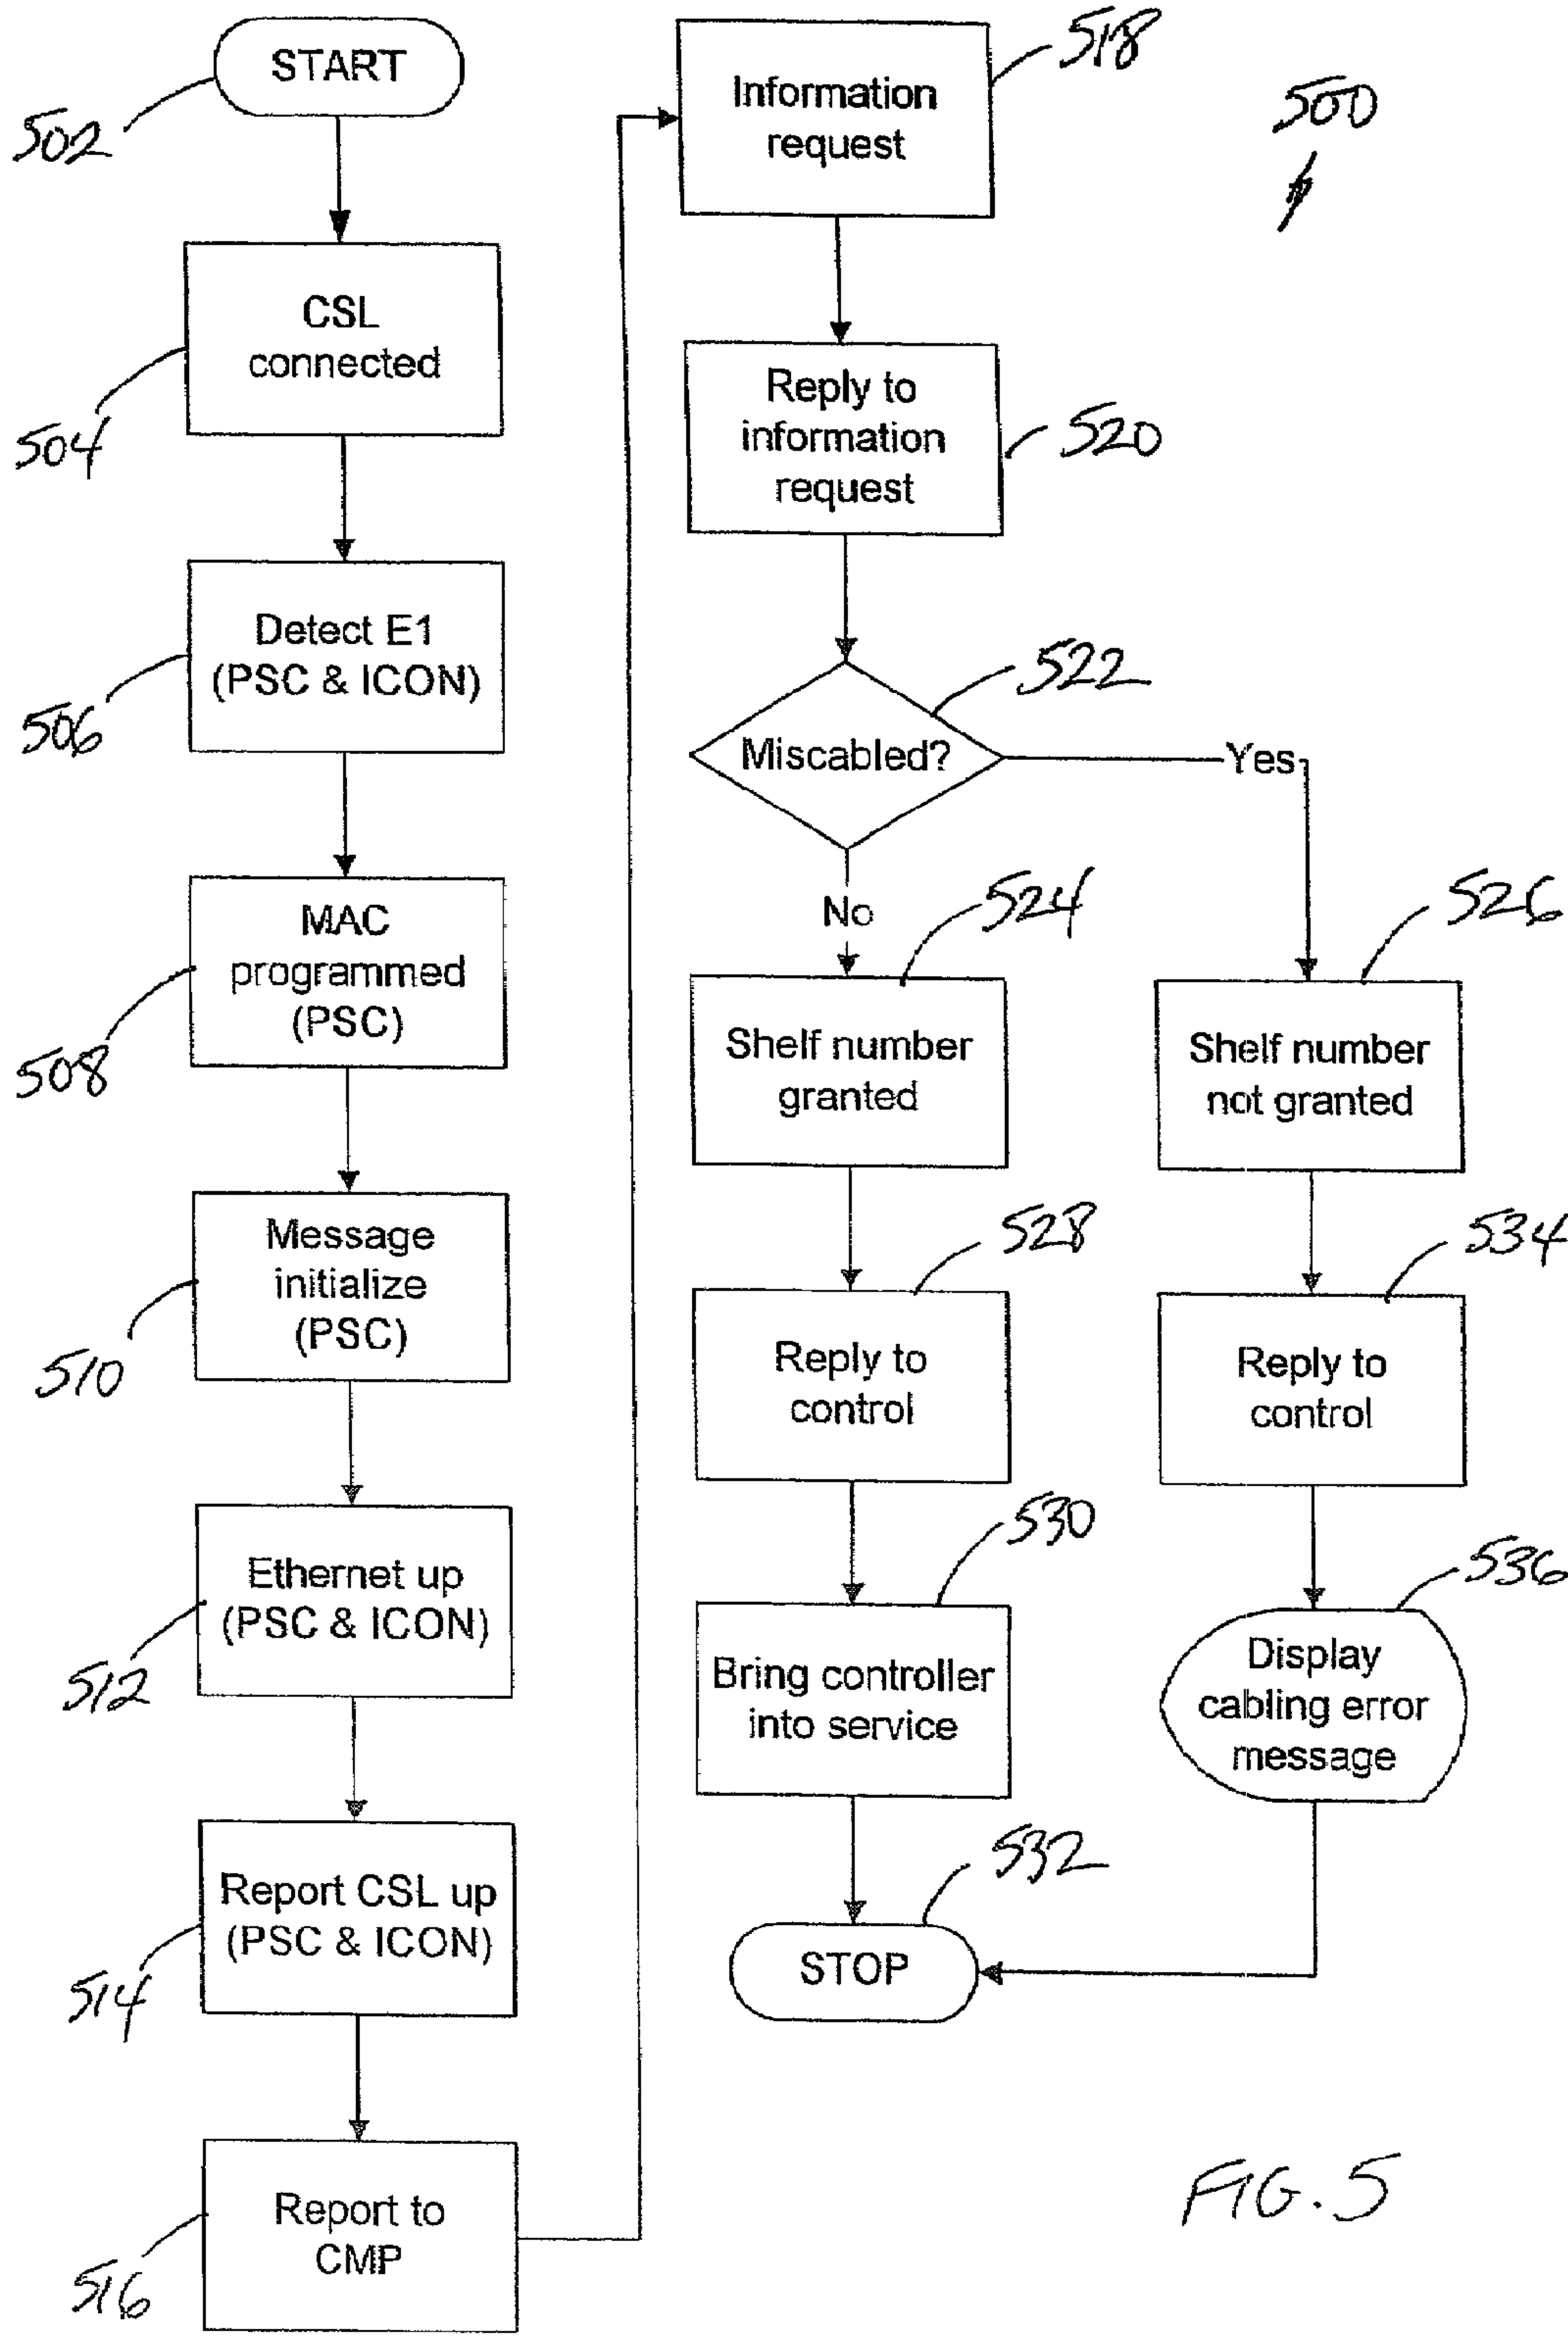 START
502
CSL
connected
504
Detect E1
(PSC & ICON)
506
MAC
programmed
(PSC)
508
Message
initialize
(PSC)
510
Ethernet up
(PSC & ICON)
512
Report CSL up
(PSC & ICON)
514
Report to
CMP
516
518
Information
request
500
Reply to
information
request
520
522
Miscabled?
Yes
No
524
526
Shelf number
granted
Shelf number
not granted
528
534
Reply to
control
Reply to
control
530
536
Bring controller
into service
Display
cabling error
message
532
STOP
FIG. 5